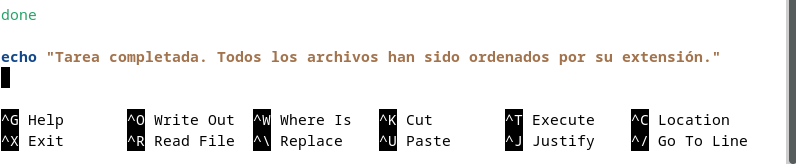 done
echo "Tarea completada. Todos los archivos han sido ordenados por su extensión."
^G Help ^O Write Out ^W Where Is ^K Cut ^T Execute ^C Location
^X Exit ^R Read File ^\ Replace ^U Paste ^J Justify ^/ Go To Line